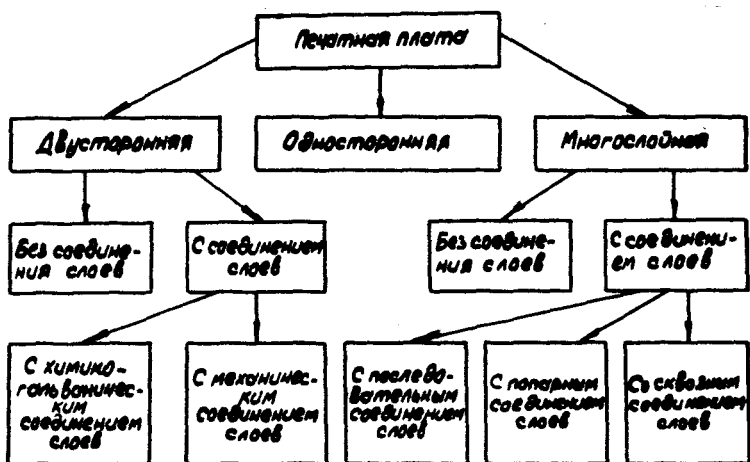 Печатная плата
Двусторонняя
Односторонняя
Многослойная
Без соедине-
ния слоев
С соединением
слоев
Без соедине-
ния слоев
С соединени-
ем слоев
С химико-
гальваничес-
ким
соединением
слоев
С механичес-
ким
соединением
слоев
С последо-
вательным
соединением
слоев
С попарным
соединением
слоев
Со сквозным
соединением
слоев